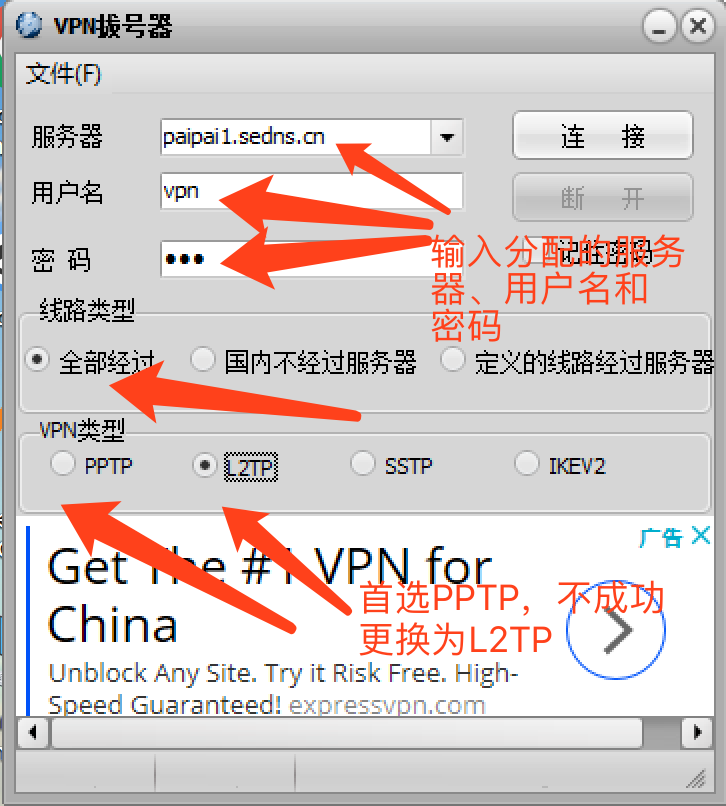 VPN拨号器
文件(F)
服务器 paipai1.sedns.cn 连 接
用户名 vpn 断 开
密 码 ●●● 记住密码
输入分配的服务
器、用户名和
密码
线路类型
全部经过 国内不经过服务器 定义的线路经过服务器
VPN类型
PPTP L2TP SSTP IKEV2
广告
Get The #1 VPN for
China
首选PPTP，不成功
更换为L2TP
Unblock Any Site. Try it Risk Free. High-
Speed Guaranteed! expressvpn.com